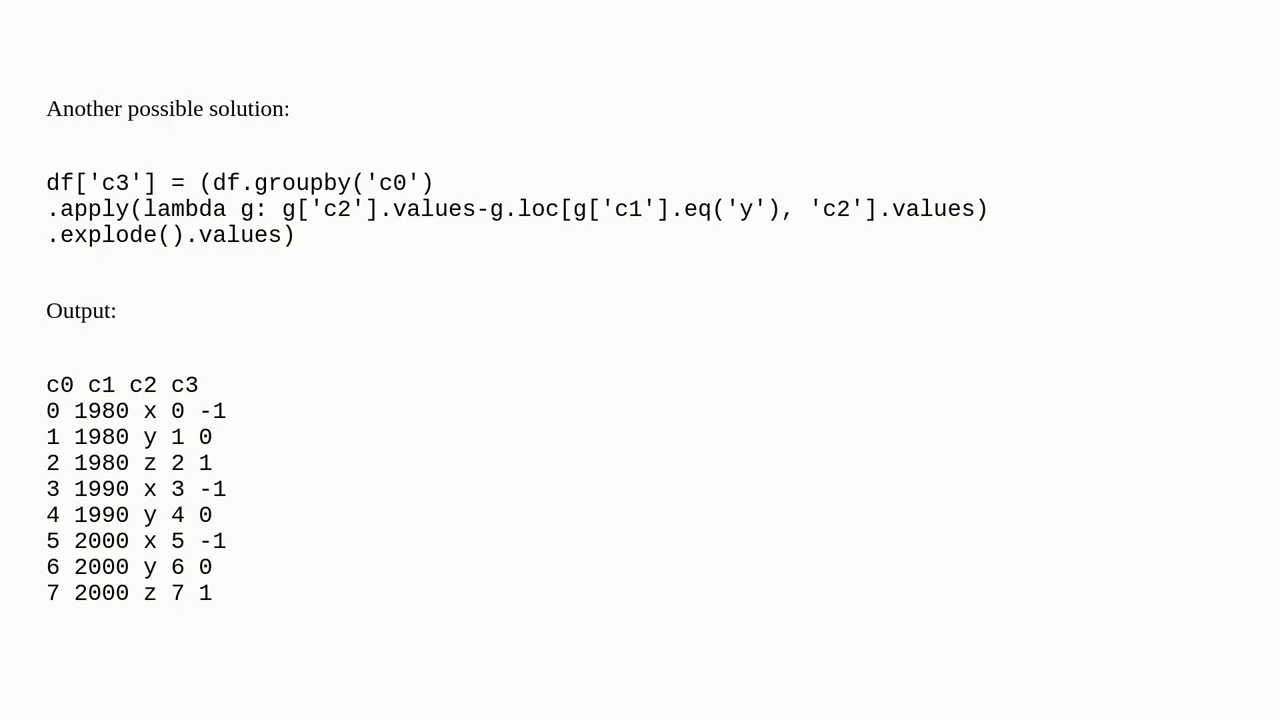 Another possible solution:
df['c3'] = (df.groupby('c0')
.apply(lambda g: g['c2'].values-g.loc[g['c1'].eq('y'), 'c2'].values)
.explode().values)
Output:
c0 c1 c2 c3
0 1980 x 0 -1
1 1980 y 1 0
2 1980 z 2 1
3 1990 x 3 -1
4 1990 y 4 0
5 2000 x 5 -1
6 2000 y 6 0
7 2000 z 7 1